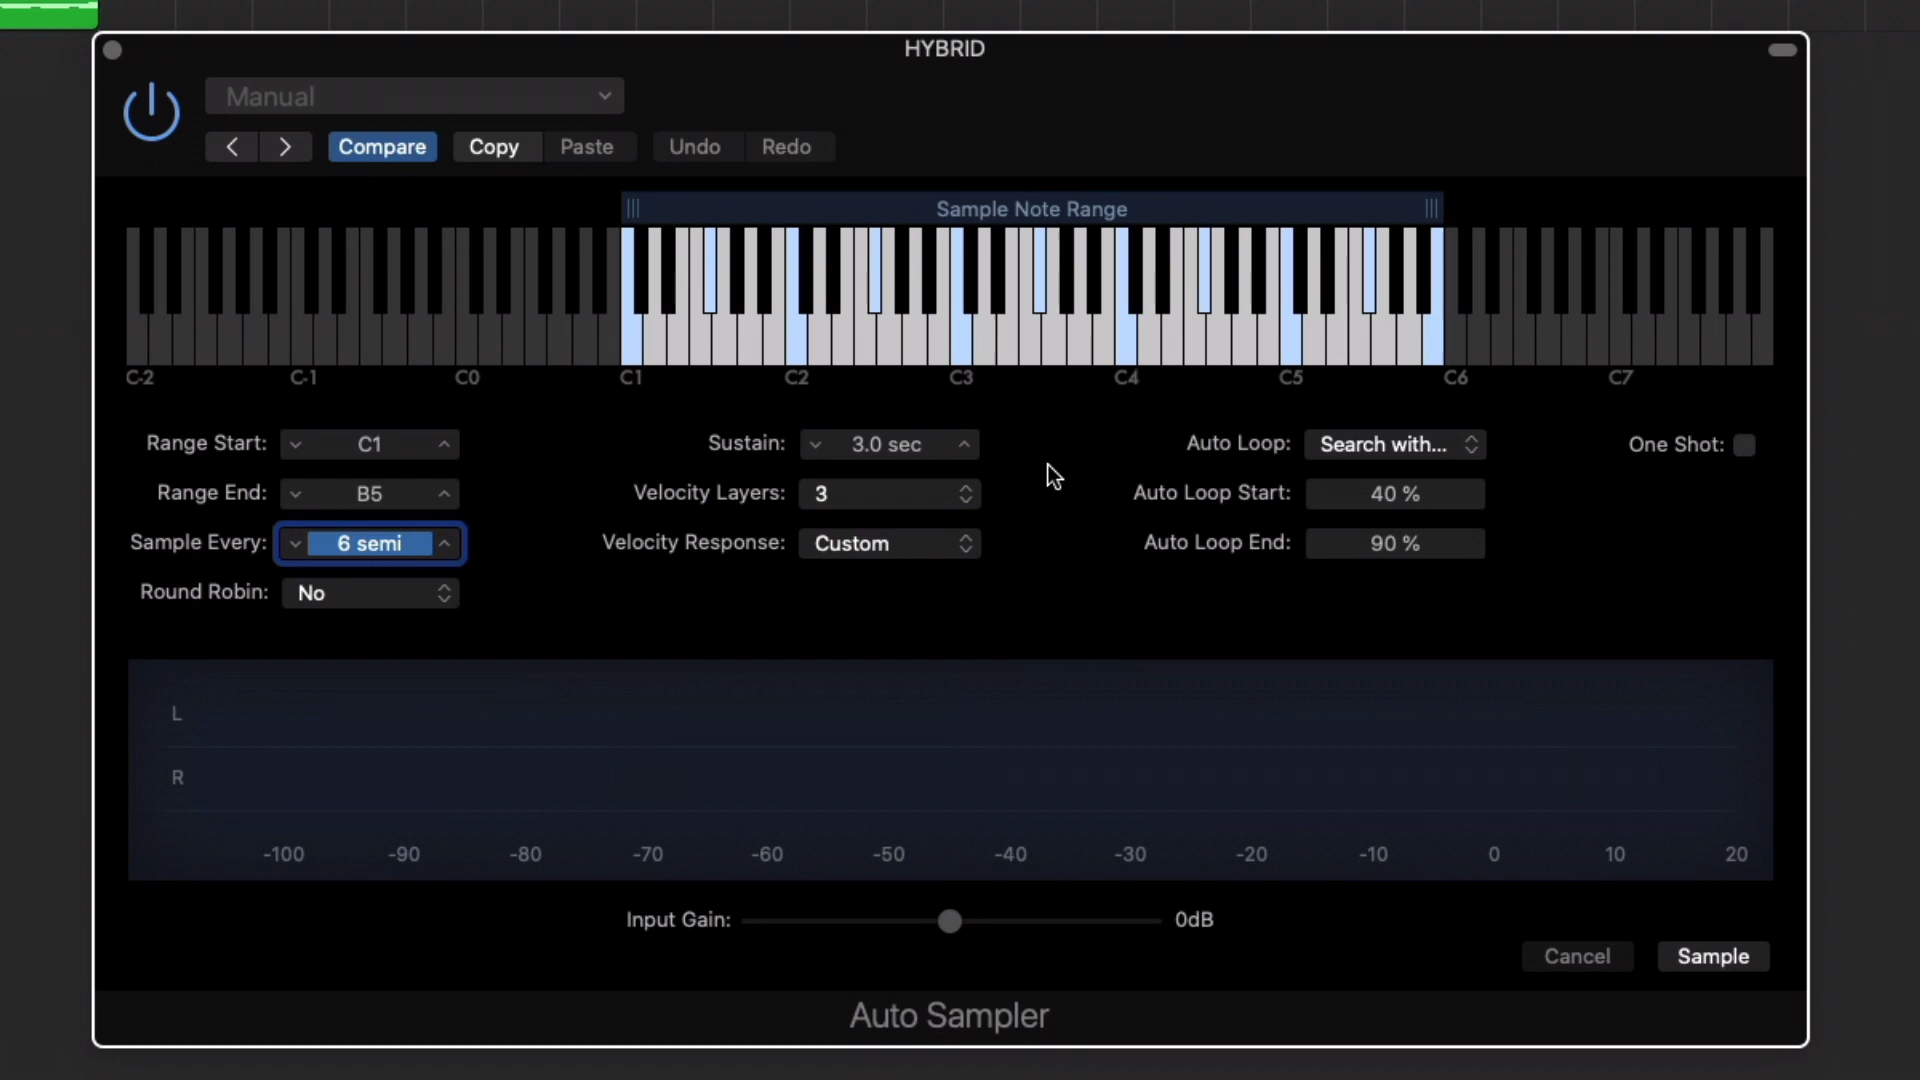 HYBRID
Manual
Compare Copy Paste Undo Redo
Sample Note Range
C-2 C-1 C0 C1 C2 C3 C4 C5 C6 C7
Range Start: C1 Sustain: 3.0 sec Auto Loop: Search with... One Shot:
Range End: B5 Velocity Layers: 3 Auto Loop Start: 40 %
Sample Every: 6 semi Velocity Response: Custom Auto Loop End: 90 %
Round Robin: No
L
R
-100 -90 -80 -70 -60 -50 -40 -30 -20 -10 0 10 20
Input Gain: 0dB
Cancel Sample
Auto Sampler